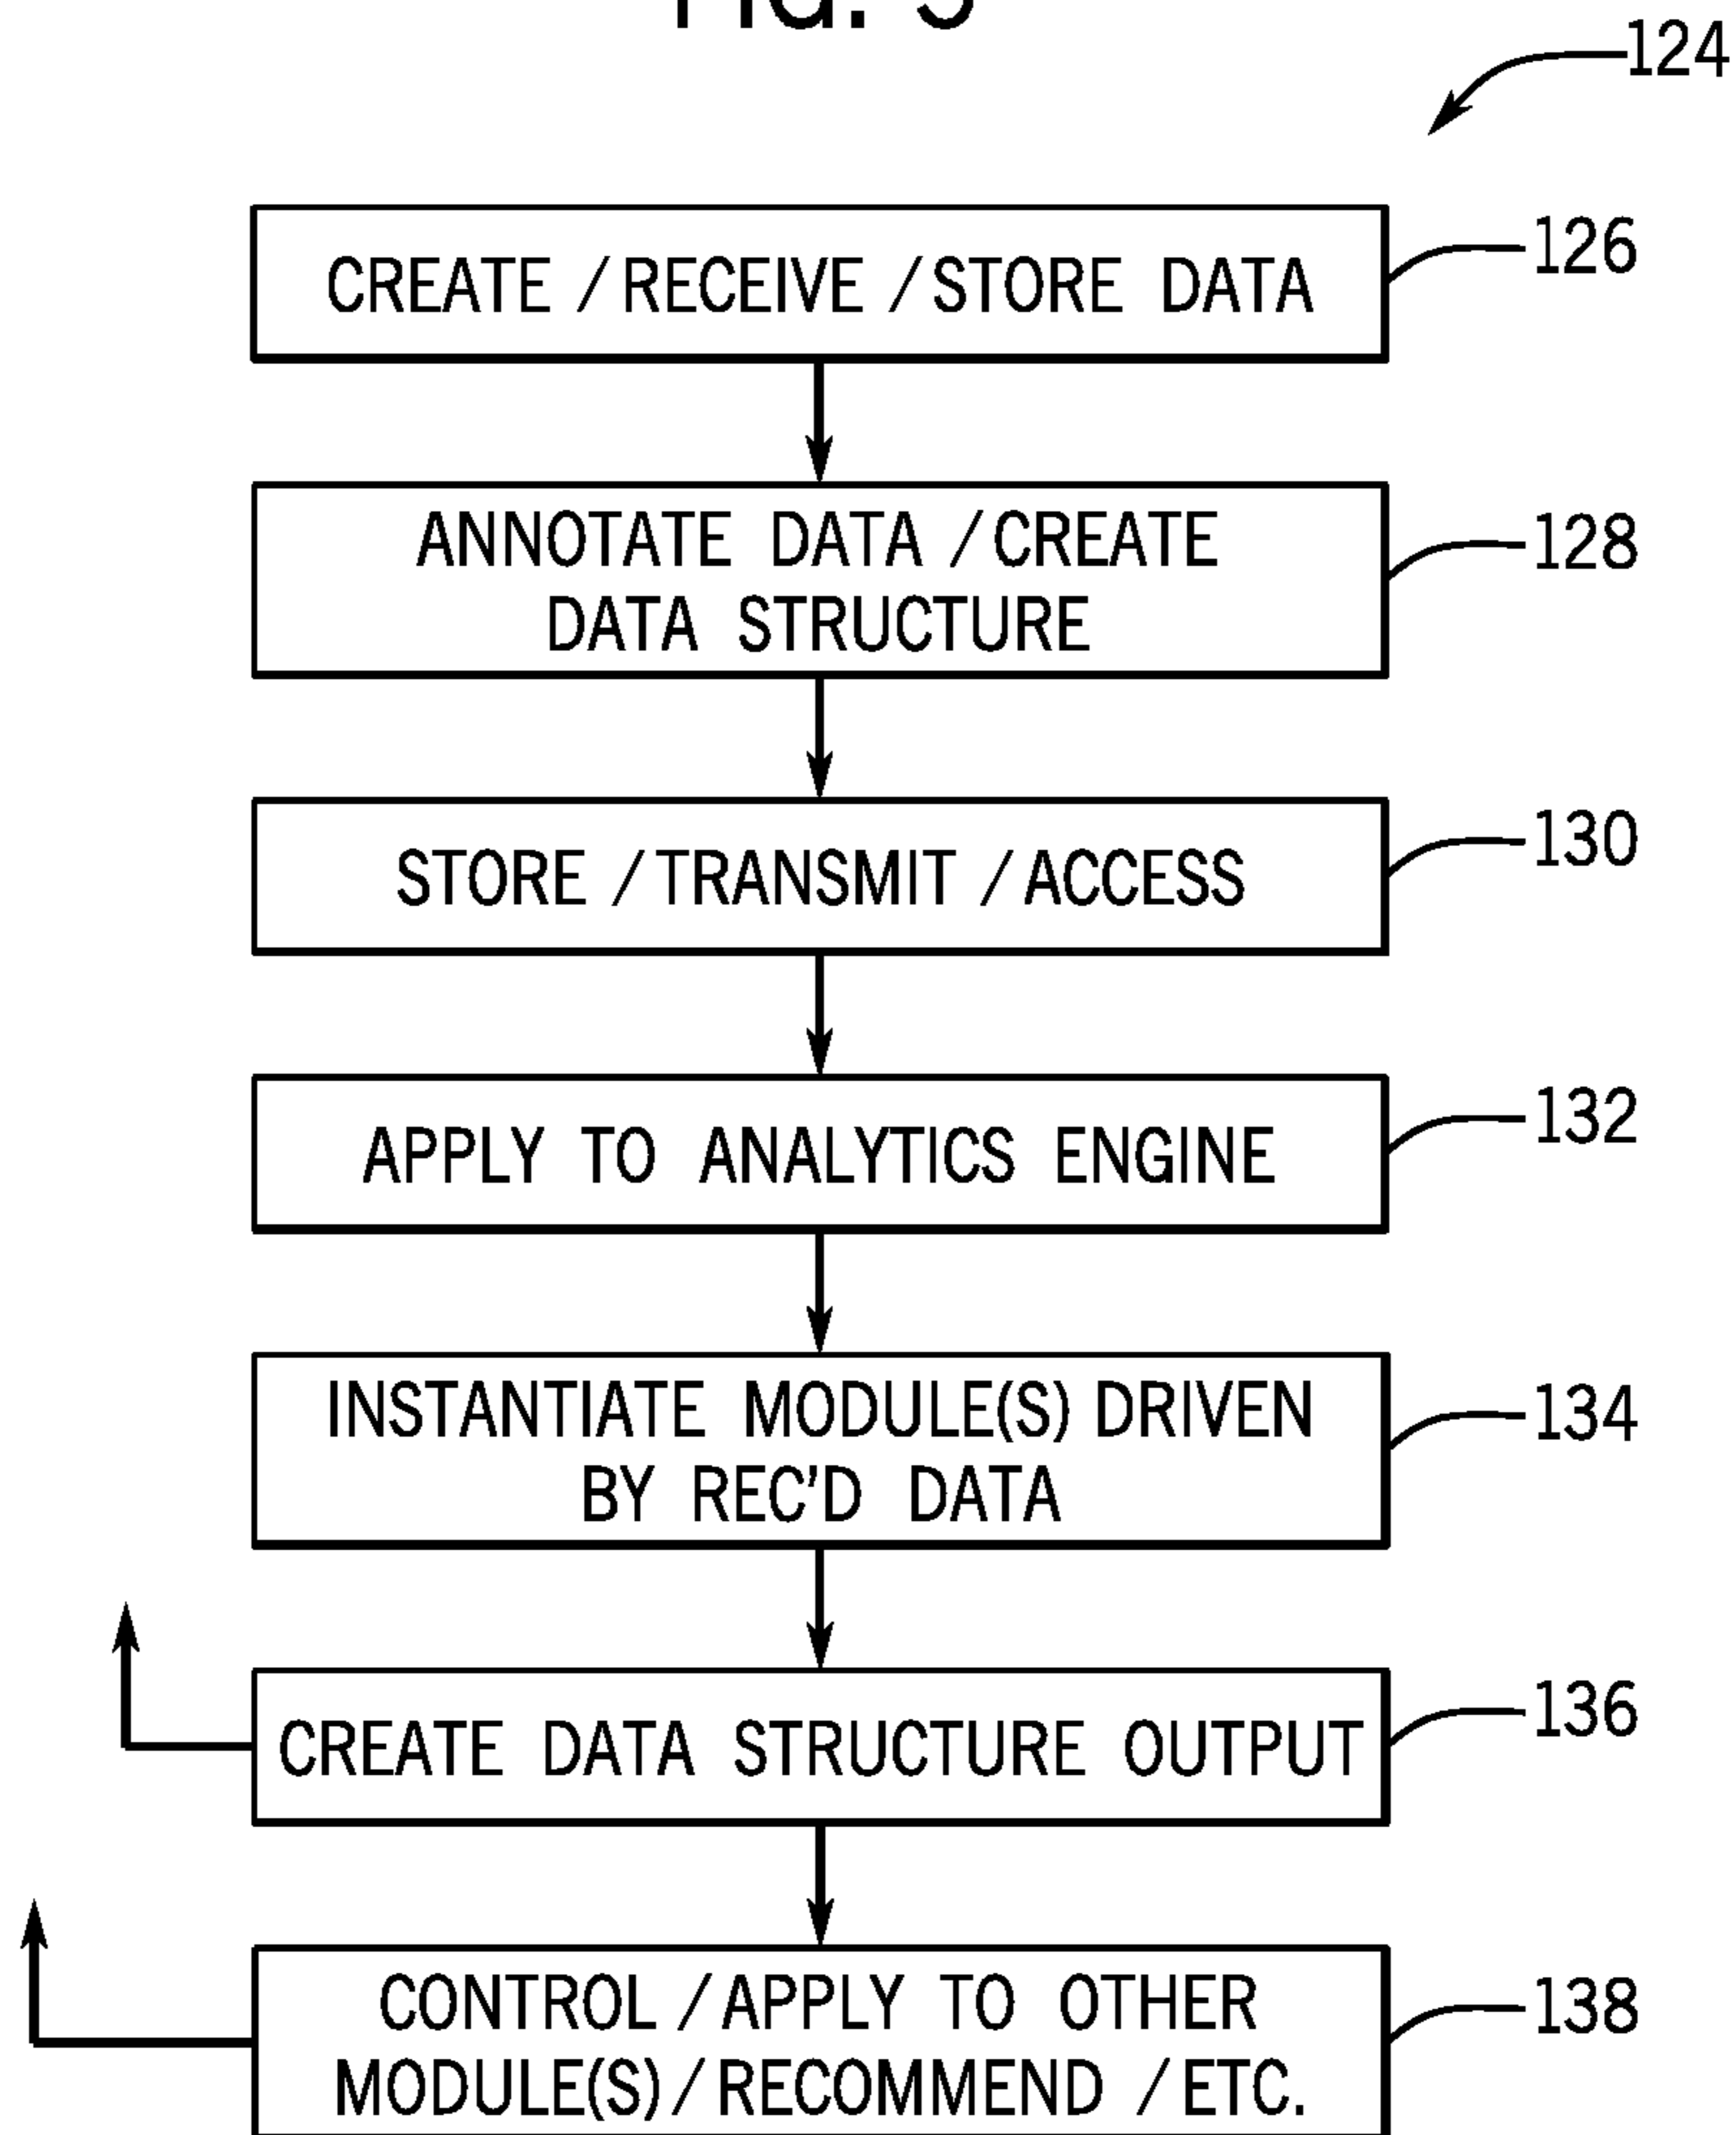 124
CREATE / RECEIVE / STORE DATA
126
ANNOTATE DATA / CREATE
DATA STRUCTURE
128
STORE / TRANSMIT / ACCESS
130
APPLY TO ANALYTICS ENGINE
132
INSTANTIATE MODULE(S) DRIVEN
BY REC'D DATA
134
CREATE DATA STRUCTURE OUTPUT
136
CONTROL / APPLY TO OTHER
MODULE(S) / RECOMMEND / ETC.
138